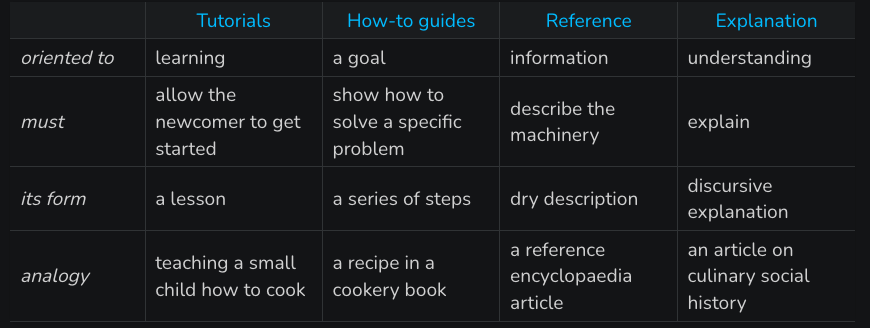 Tutorials How-to guides Reference Explanation
oriented to learning a goal information understanding
must
allow the
newcomer to get
started
show how to
solve a specific
problem
describe the
machinery
explain
its form a lesson a series of steps dry description
discursive
explanation
analogy
teaching a small
child how to cook
a recipe in a
cookery book
a reference
encyclopaedia
article
an article on
culinary social
history